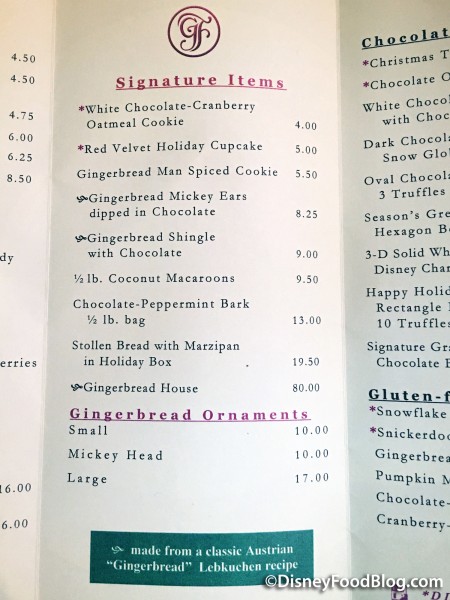 4.50
4.50
4.75
6.00
6.25
8.50
dy
erries
16.00
6.00
GF
Signature Items
*White Chocolate-Cranberry
Oatmeal Cookie 4.00
*Red Velvet Holiday Cupcake 5.00
Gingerbread Man Spiced Cookie 5.50
Gingerbread Mickey Ears
dipped in Chocolate 8.25
Gingerbread Shingle
with Chocolate 9.00
½ lb. Coconut Macaroons 9.50
Chocolate-Peppermint Bark
½ lb. bag 13.00
Stollen Bread with Marzipan
in Holiday Box 19.50
Gingerbread House 80.00
Gingerbread Ornaments
Small 10.00
Mickey Head 10.00
Large 17.00
made from a classic Austrian
"Gingerbread" Lebkuchen recipe
Chocolat
*Christmas T
*Chocolate O
White Chocol
with Choc
Dark Chocola
Snow Glo
Oval Chocola
3 Truffles
Season's Gre
Hexagon Bo
3-D Solid Wh
Disney Char
Happy Holid
Rectangle
10 Truffles
Signature Gra
Chocolate B
Gluten-f
*Snowflake
*Snickerdoo
Gingerbrea
Pumpkin M
Chocolate-
Cranberry-
©DisneyFoodBlog.com